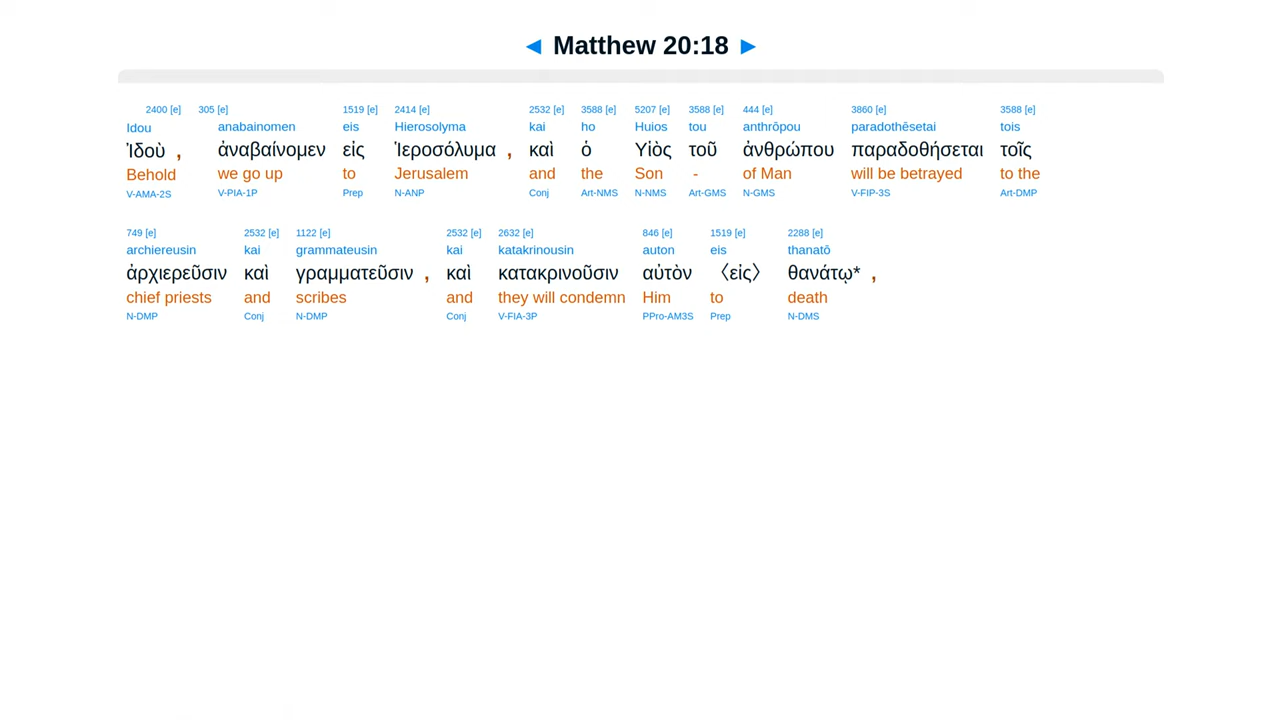 ◄ Matthew 20:18 ►
2400 [e] 305 [e] 1519 [e] 2414 [e] 2532 [e] 3588 [e] 5207 [e] 3588 [e] 444 [e] 3860 [e] 3588 [e]
Idou anabainomen eis Hierosolyma kai ho Huios tou anthrōpou paradothēsetai tois
Ἰδοὺ , ἀναβαίνομεν εἰς Ἱεροσόλυμα , καὶ ὁ Υἱὸς τοῦ ἀνθρώπου παραδοθήσεται τοῖς
Behold we go up to Jerusalem and the Son - of Man will be betrayed to the
V-AMA-2S V-PIA-1P Prep N-ANP Conj Art-NMS N-NMS Art-GMS N-GMS V-FIP-3S Art-DMP
749 [e] 2532 [e] 1122 [e] 2532 [e] 2632 [e] 846 [e] 1519 [e] 2288 [e]
archiereusin kai grammateusin kai katakrinousin auton eis thanatō
ἀρχιερεῦσιν καὶ γραμματεῦσιν , καὶ κατακρινοῦσιν αὐτὸν 〈εἰς〉 θανάτῳ* ,
chief priests and scribes and they will condemn Him to death
N-DMP Conj N-DMP Conj V-FIA-3P PPro-AM3S Prep N-DMS